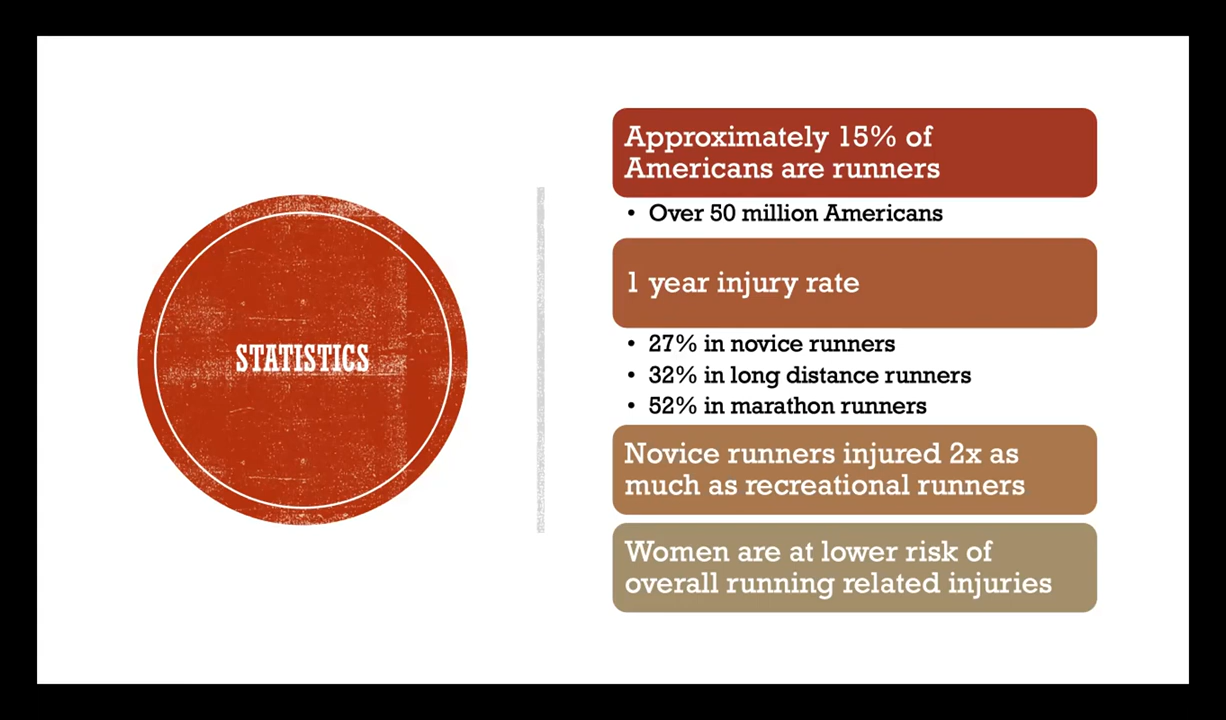 STATISTICS
Approximately 15% of
Americans are runners
• Over 50 million Americans
1 year injury rate
• 27% in novice runners
• 32% in long distance runners
• 52% in marathon runners
Novice runners injured 2x as
much as recreational runners
Women are at lower risk of
overall running related injuries